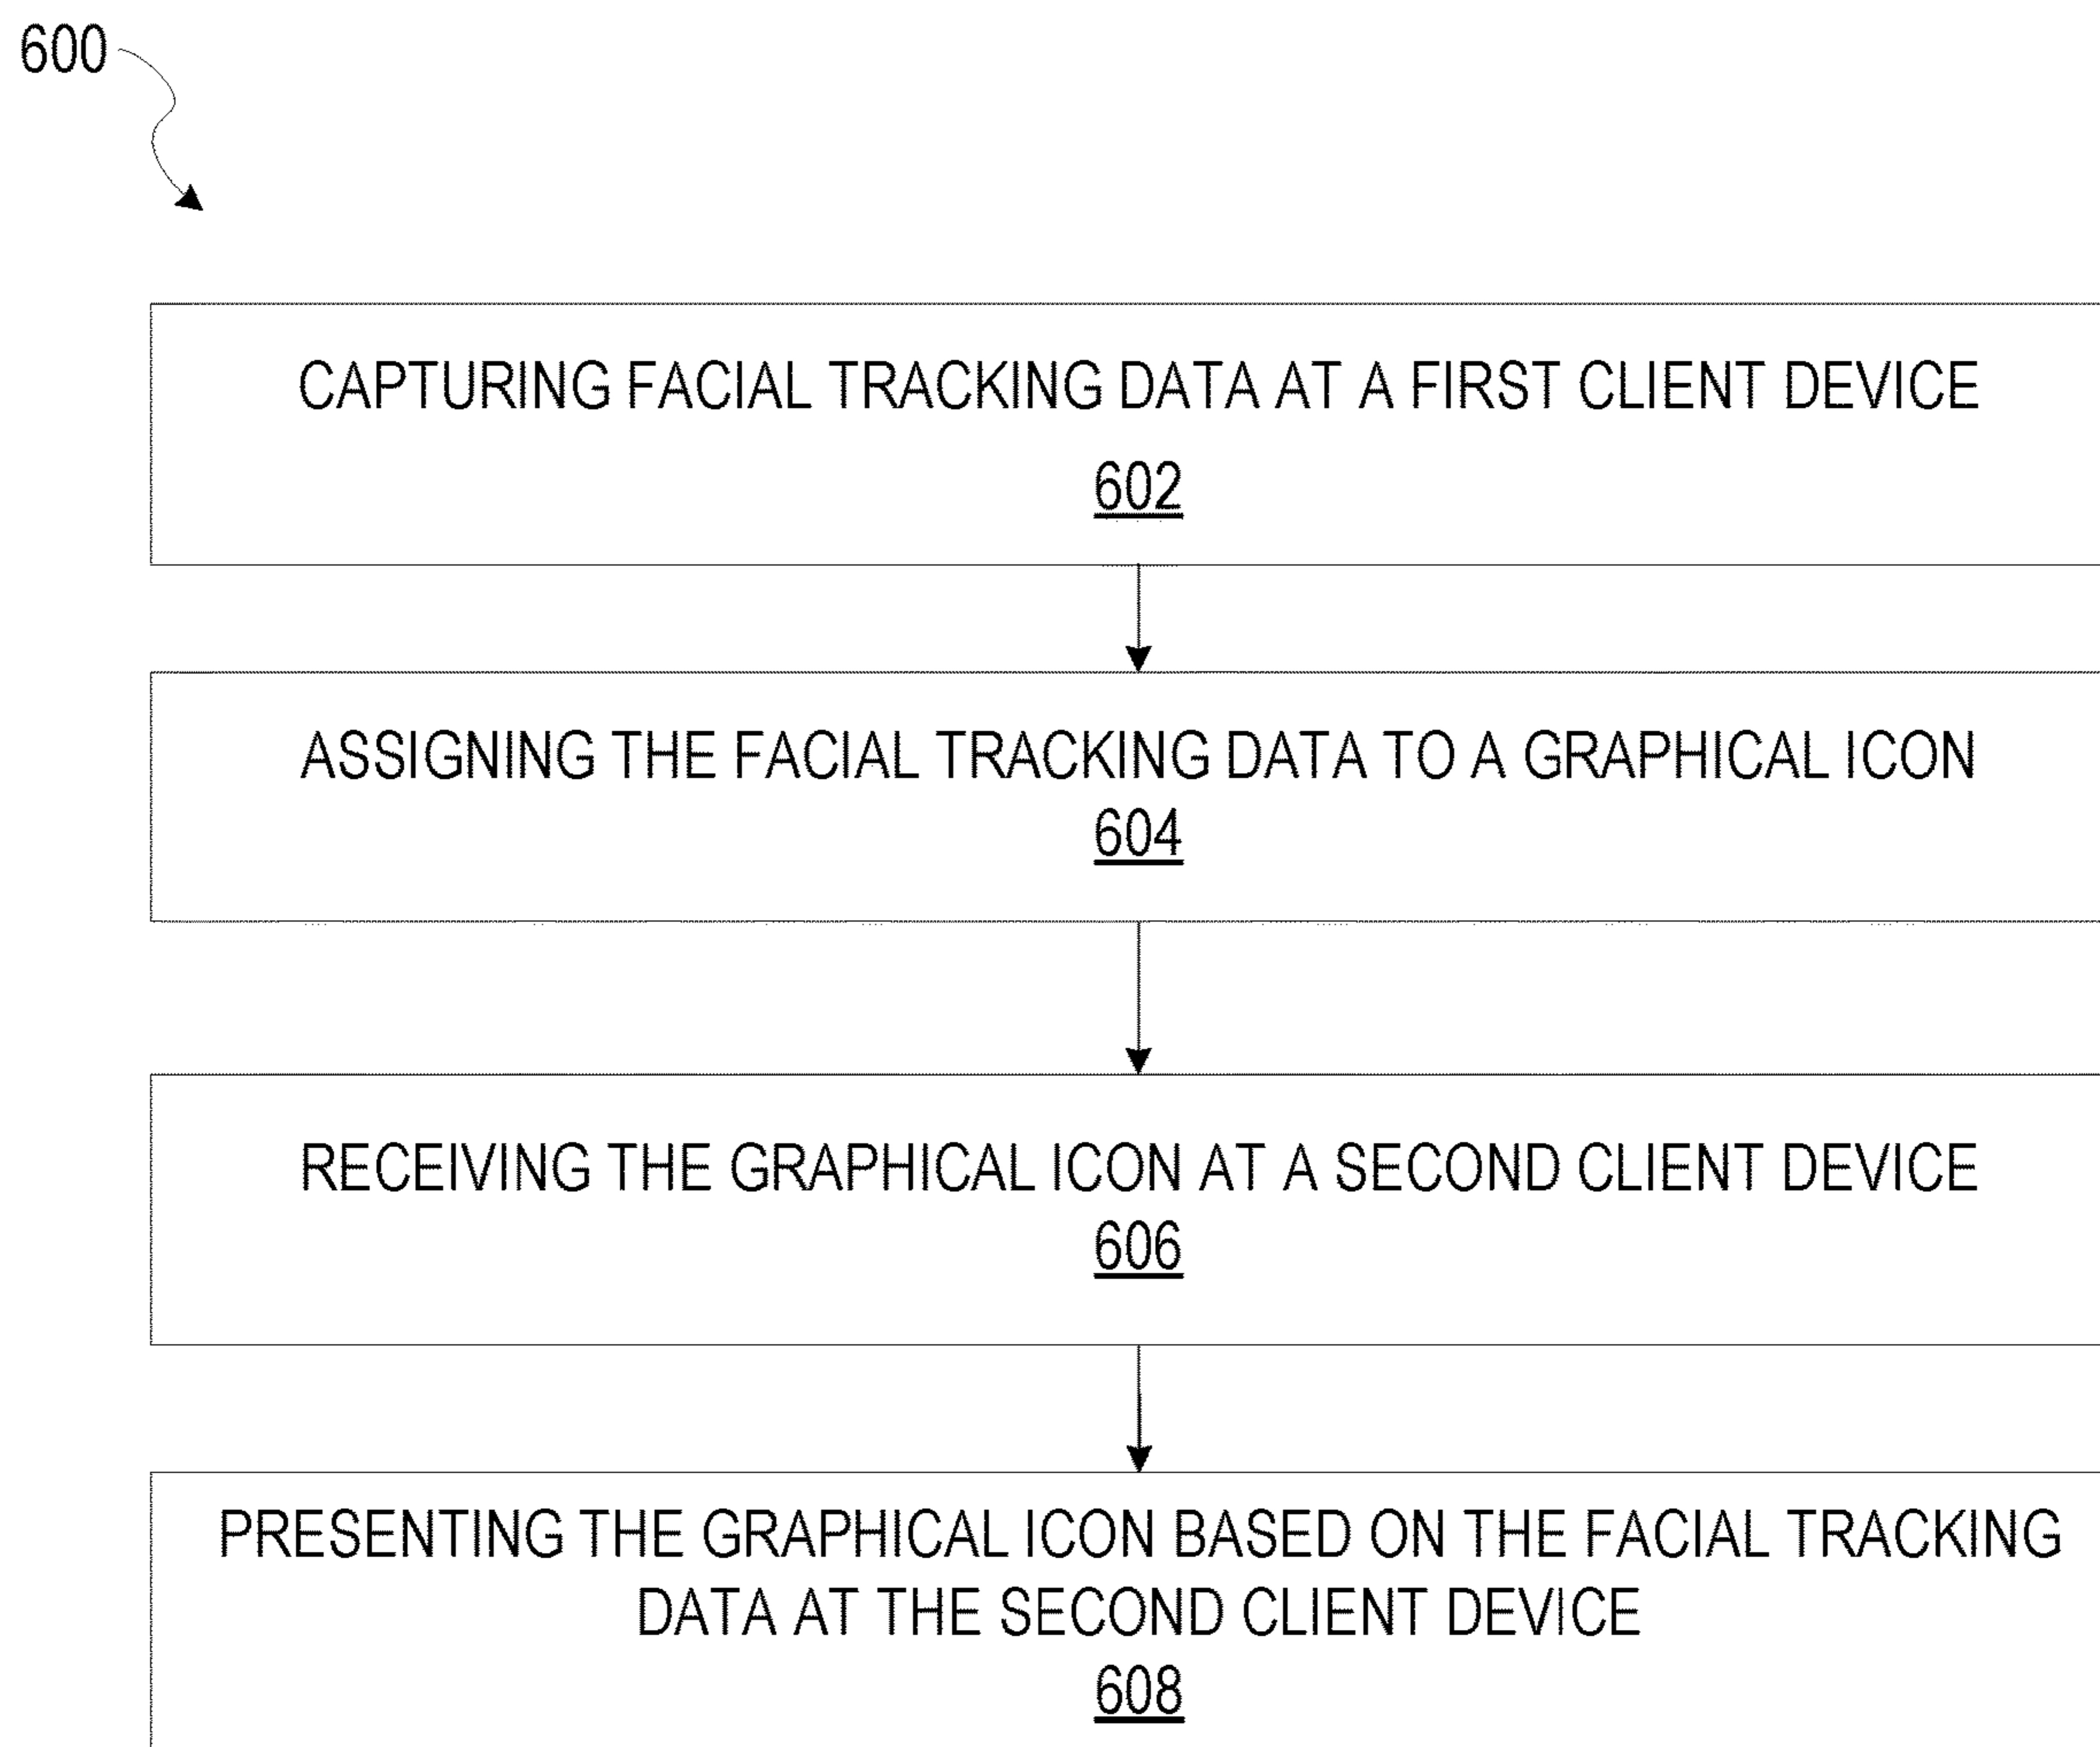 600
CAPTURING FACIAL TRACKING DATA AT A FIRST CLIENT DEVICE
602
ASSIGNING THE FACIAL TRACKING DATA TO A GRAPHICAL ICON
604
RECEIVING THE GRAPHICAL ICON AT A SECOND CLIENT DEVICE
606
PRESENTING THE GRAPHICAL ICON BASED ON THE FACIAL TRACKING
DATA AT THE SECOND CLIENT DEVICE
608